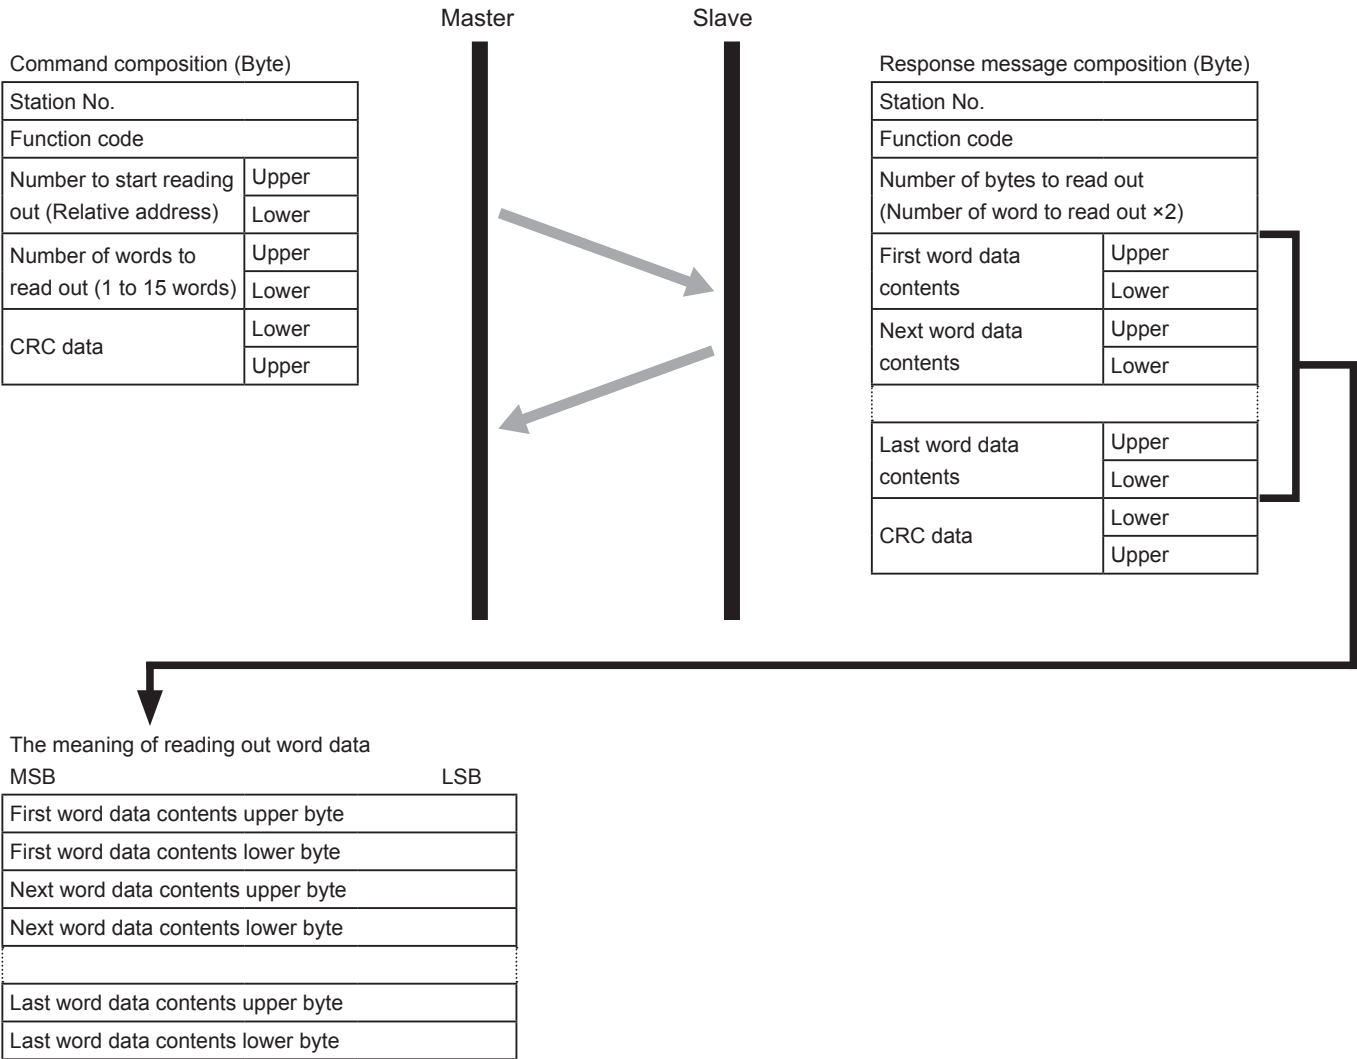 Master
Slave
Command composition (Byte)
Station No.
Function code
Number to start reading
out (Relative address)
Upper
Lower
Number of words to
read out (1 to 15 words)
Upper
Lower
CRC data
Lower
Upper
Response message composition (Byte)
Station No.
Function code
Number of bytes to read out
(Number of word to read out ×2)
First word data
contents
Upper
Lower
Next word data
contents
Upper
Lower
Last word data
contents
Upper
Lower
CRC data
Lower
Upper
The meaning of reading out word data
MSB
LSB
First word data contents upper byte
First word data contents lower byte
Next word data contents upper byte
Next word data contents lower byte
Last word data contents upper byte
Last word data contents lower byte